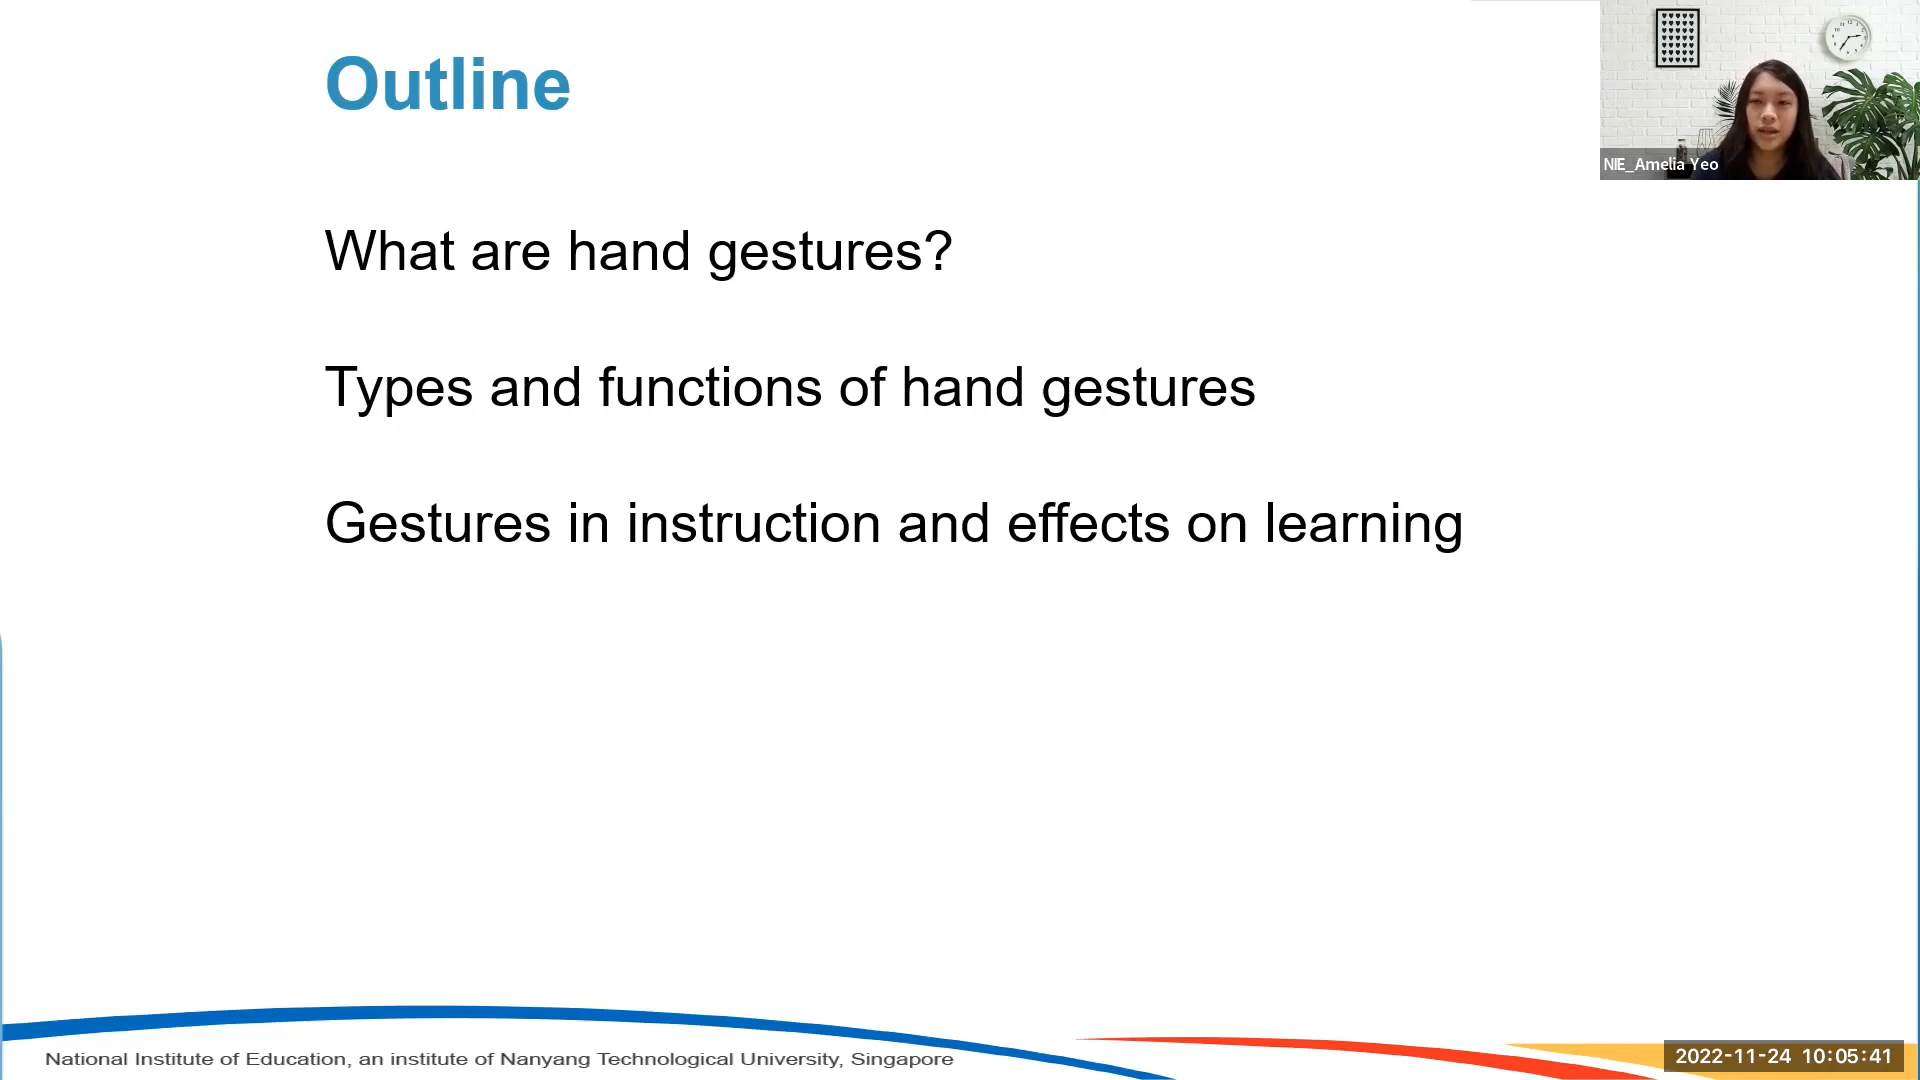 Outline
What are hand gestures?
Types and functions of hand gestures
Gestures in instruction and effects on learning
NIE_Amelia Yeo
National Institute of Education, an institute of Nanyang Technological University, Singapore
2022-11-24 10:05:41